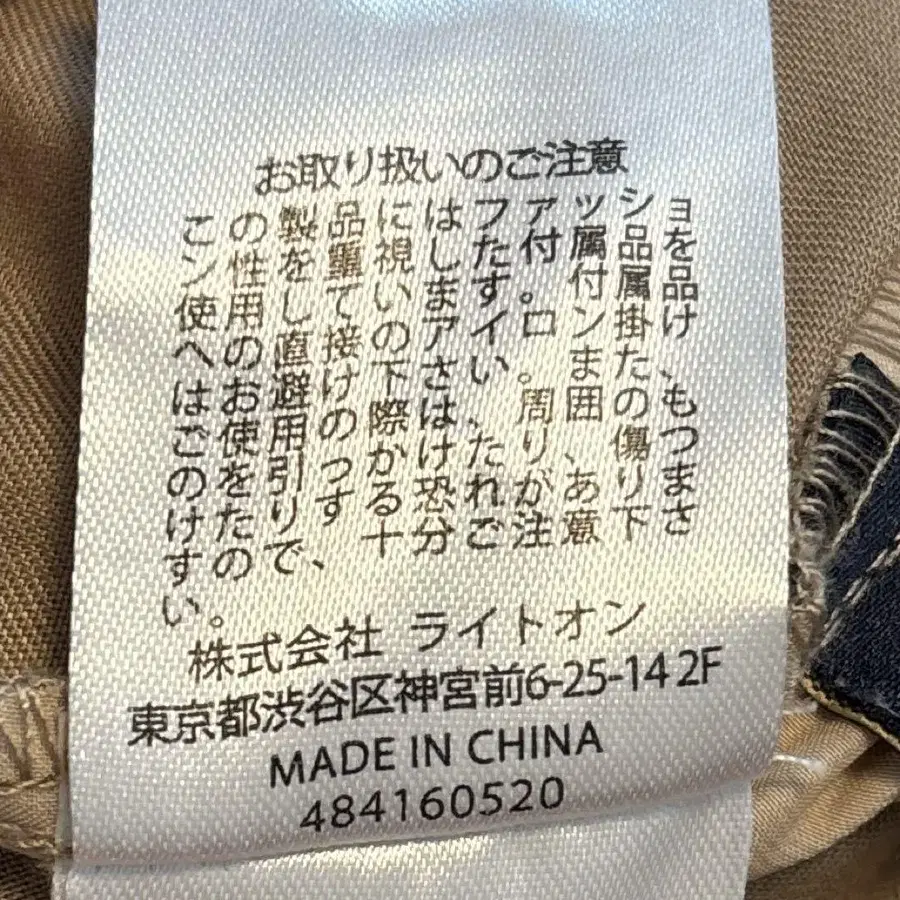 お取り扱いのご注意
この製品にはファッショ
ン性を重視した付属品を
使用しています。付属品
への直接のアイロン掛け
はお避け下さい。また、
ご使用の際は、周囲のも
のを引っかけたり、傷つ
けたりする恐れがありま
すので、十分ご注意下さ
い。
株式会社 ライトオン
東京都渋谷区神宮前6-25-14 2F
MADE IN CHINA
484160520